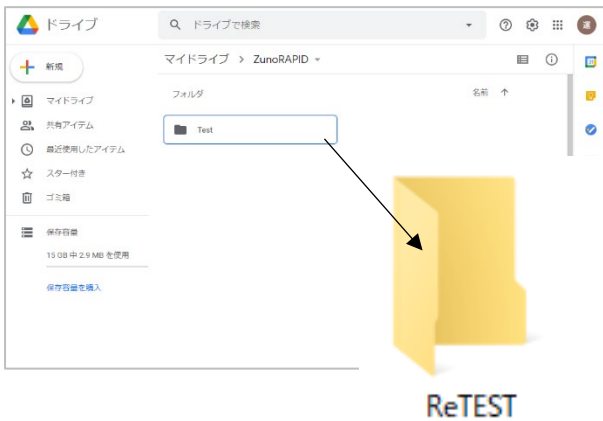 ドライブ
ドライブで検索
運
新規
マイドライブ > ZunoRAPID
マイドライブ
フォルダ
名前 ↑
共有アイテム
Test
最近使用したアイテム
スター付き
ゴミ箱
保存容量
15 GB 中 2.9 MB を使用
保存容量を購入
ReTEST